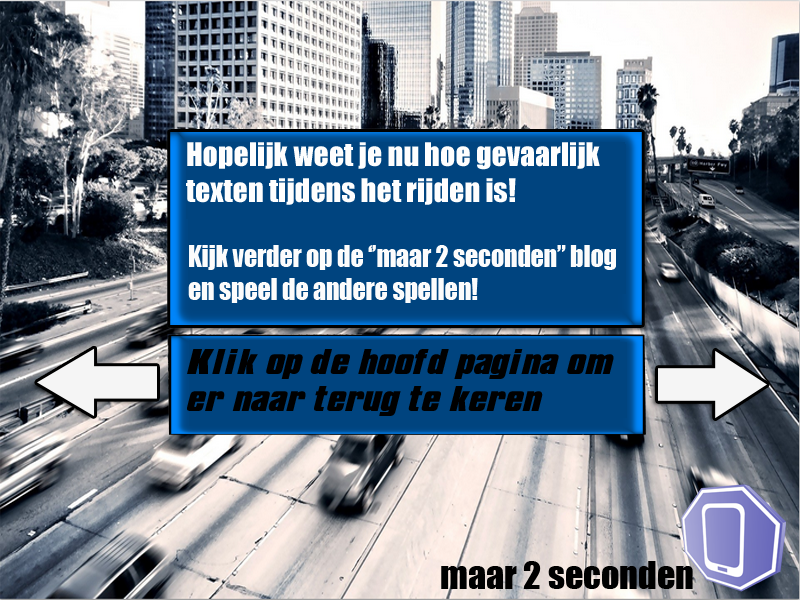 Hopelijk weet je nu hoe gevaarlijk
texten tijdens het rijden is!
Kijk verder op de “maar 2 seconden” blog
en speel de andere spellen!
Klik op de hoofd pagina om
er naar terug te keren
maar 2 seconden